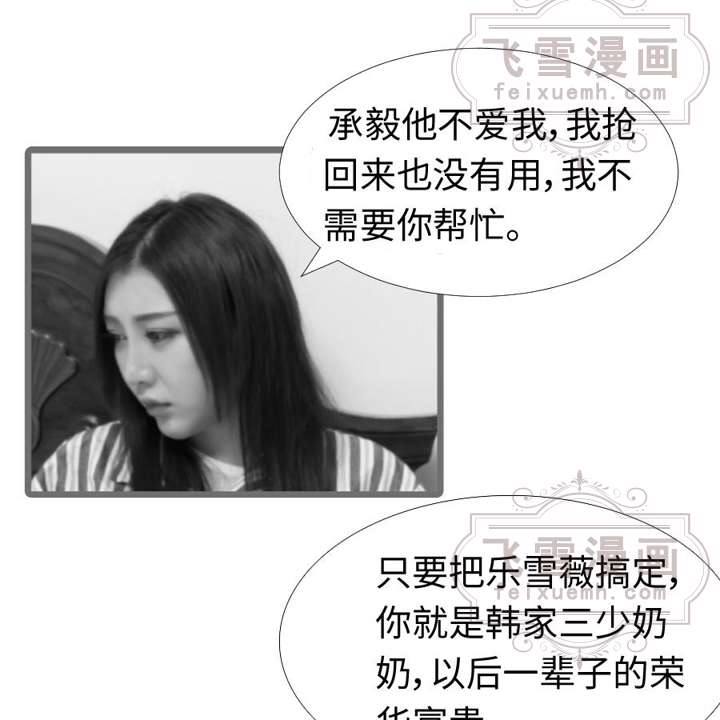 飞雪漫画
feixuemh.com
承毅他不爱我，我抢
回来也没有用，我不
需要你帮忙。
飞雪漫画
feixuemh.com
只要把乐雪薇搞定，
你就是韩家三少奶
奶，以后一辈子的荣
华富贵